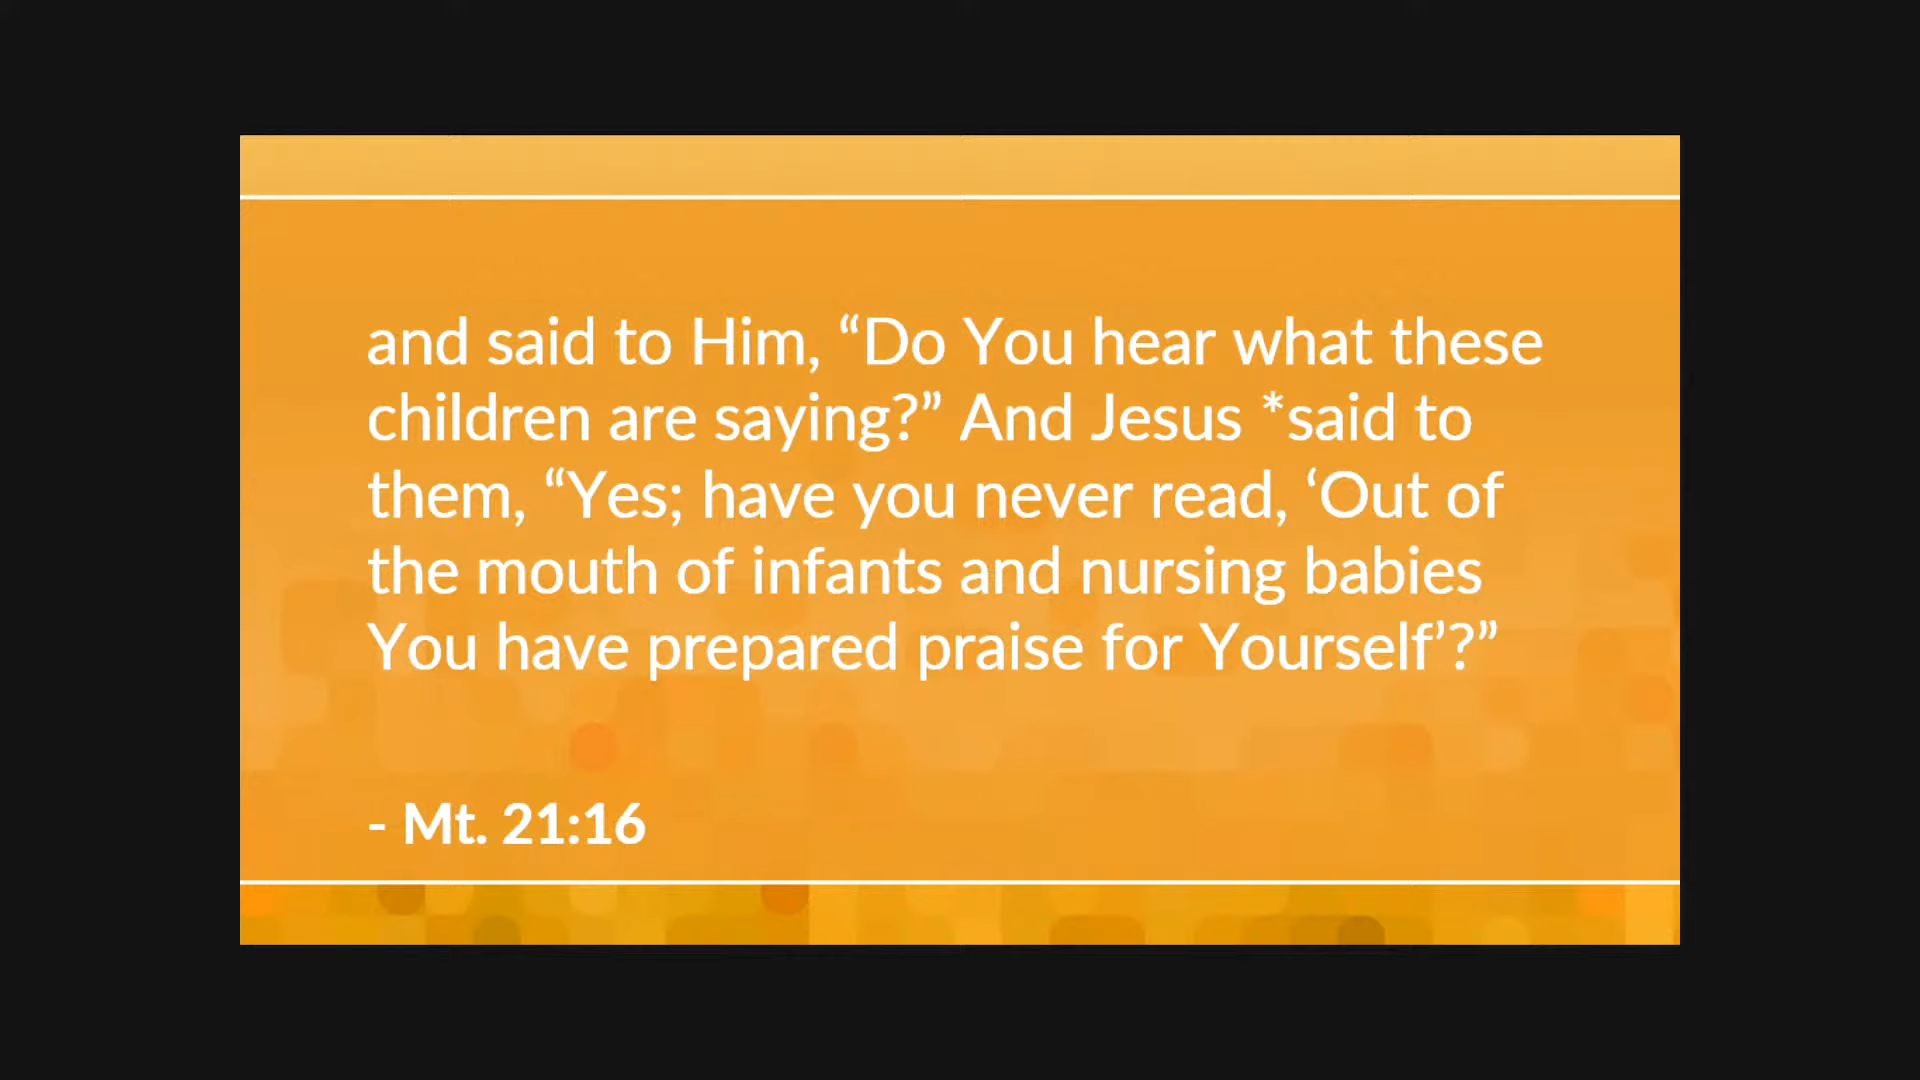 and said to Him, “Do You hear what these
children are saying?” And Jesus *said to
them, “Yes; have you never read, ‘Out of
the mouth of infants and nursing babies
You have prepared praise for Yourself’?”
- Mt. 21:16